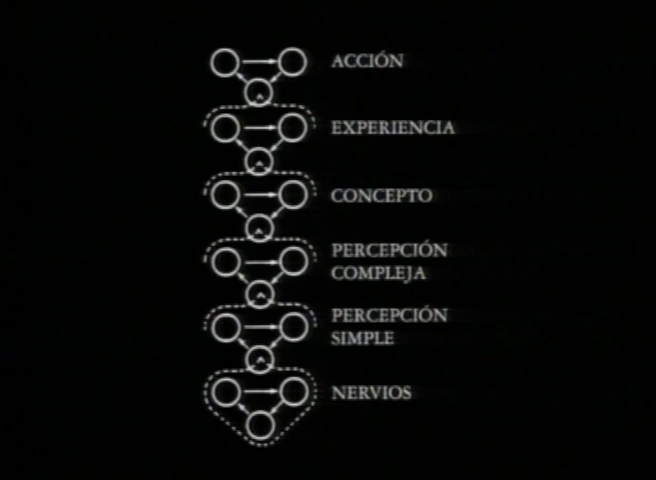 ACCIÓN
EXPERIENCIA
CONCEPTO
PERCEPCIÓN
COMPLEJA
PERCEPCIÓN
SIMPLE
NERVIOS